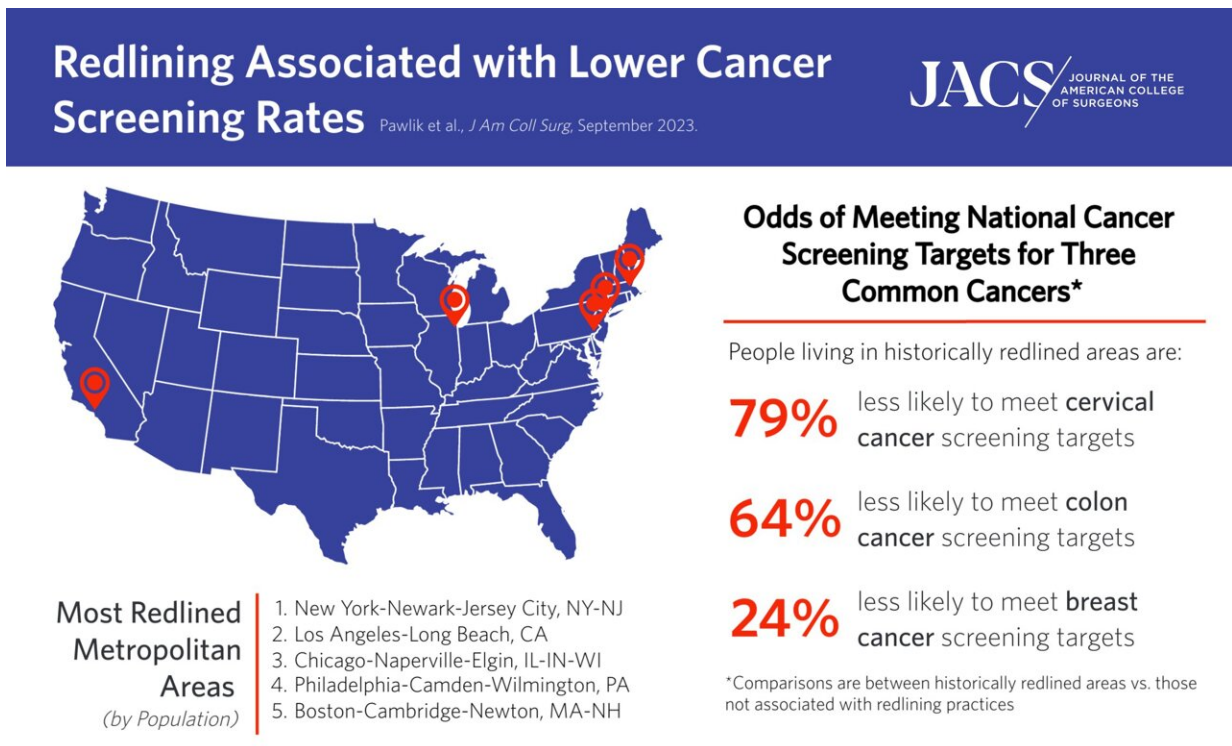 Redlining Associated with Lower Cancer
Screening Rates Pawlik et al., J Am Coll Surg, September 2023.
JACS JOURNAL OF THE
AMERICAN COLLEGE
OF SURGEONS
Most Redlined
Metropolitan
Areas
(by Population)
1. New York-Newark-Jersey City, NY-NJ
2. Los Angeles-Long Beach, CA
3. Chicago-Naperville-Elgin, IL-IN-WI
4. Philadelphia-Camden-Wilmington, PA
5. Boston-Cambridge-Newton, MA-NH
Odds of Meeting National Cancer
Screening Targets for Three
Common Cancers*
People living in historically redlined areas are:
79% less likely to meet cervical
cancer screening targets
64% less likely to meet colon
cancer screening targets
24% less likely to meet breast
cancer screening targets
*Comparisons are between historically redlined areas vs. those
not associated with redlining practices